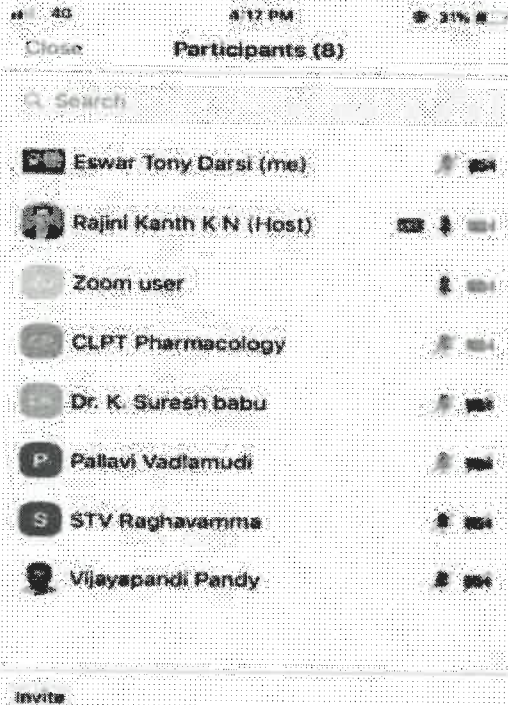 4G 4:17 PM 31%
Close Participants (8)
Search
Eswar Tony Darsi (me)
Rajini Kanth K N (Host)
Zoom user
CLPT Pharmacology
Dr. K. Suresh babu
P Pallavi Vadlamudi
S STV Raghavamma
Vijayapandi Pandy
Invite